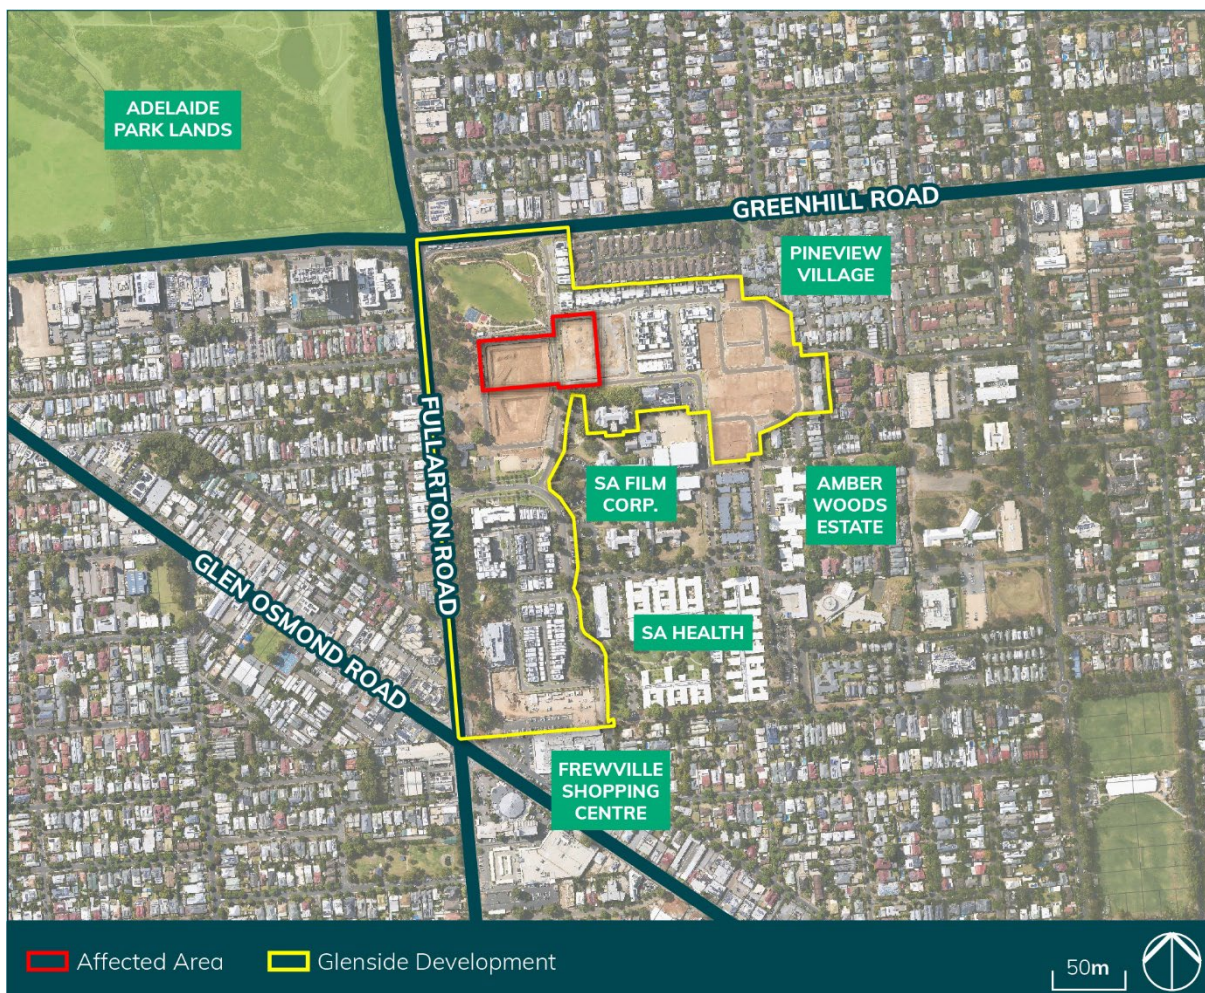 ADELAIDE
PARK LANDS
GREENHILL ROAD
PINEVIEW
VILLAGE
FULLARTON ROAD
SA FILM
CORP.
AMBER
WOODS
ESTATE
GLEN OSMOND ROAD
SA HEALTH
FREWVILLE
SHOPPING
CENTRE
Affected Area
Glenside Development
50m